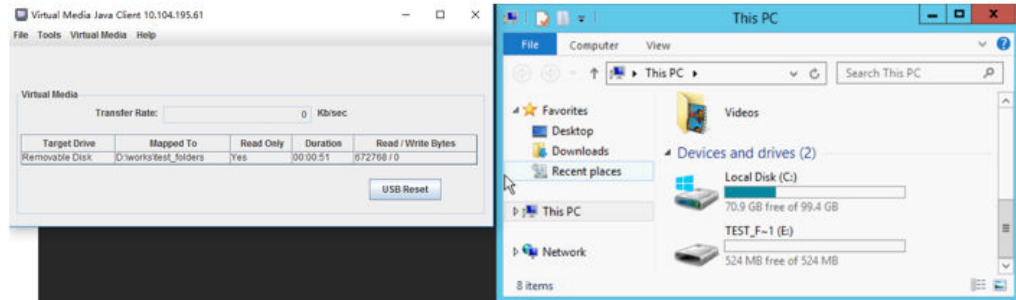 Virtual Media Java Client 10.104.195.61
File Tools Virtual Media Help
Virtual Media
Transfer Rate: 0 Kb/sec
Target Drive Mapped To Read Only Duration Read / Write Bytes
Removable Disk D:\works\test_folders Yes 00:00:51 672768 / 0
USB Reset
This PC
File Computer View
This PC
Search This PC
Favorites
Desktop
Downloads
Recent places
This PC
Network
Videos
Devices and drives (2)
Local Disk (C:)
70.9 GB free of 99.4 GB
TEST_F~1 (E:)
524 MB free of 524 MB
8 items